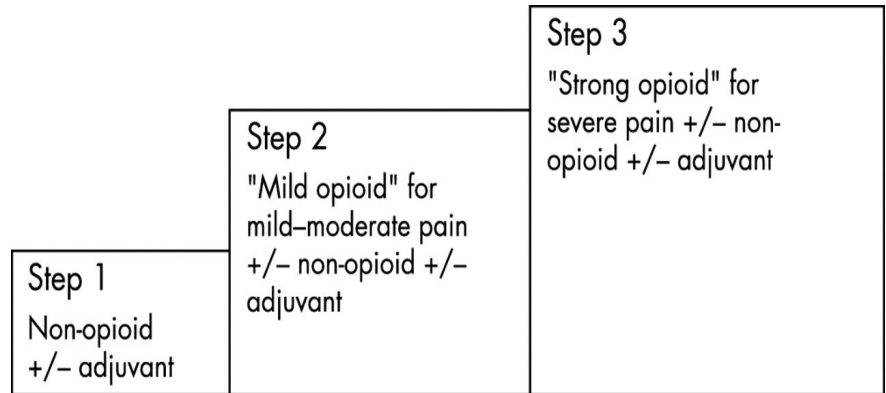 Step 1
Non-opioid
+/– adjuvant
Step 2
"Mild opioid" for
mild–moderate pain
+/– non-opioid +/–
adjuvant
Step 3
"Strong opioid" for
severe pain +/– non-
opioid +/– adjuvant